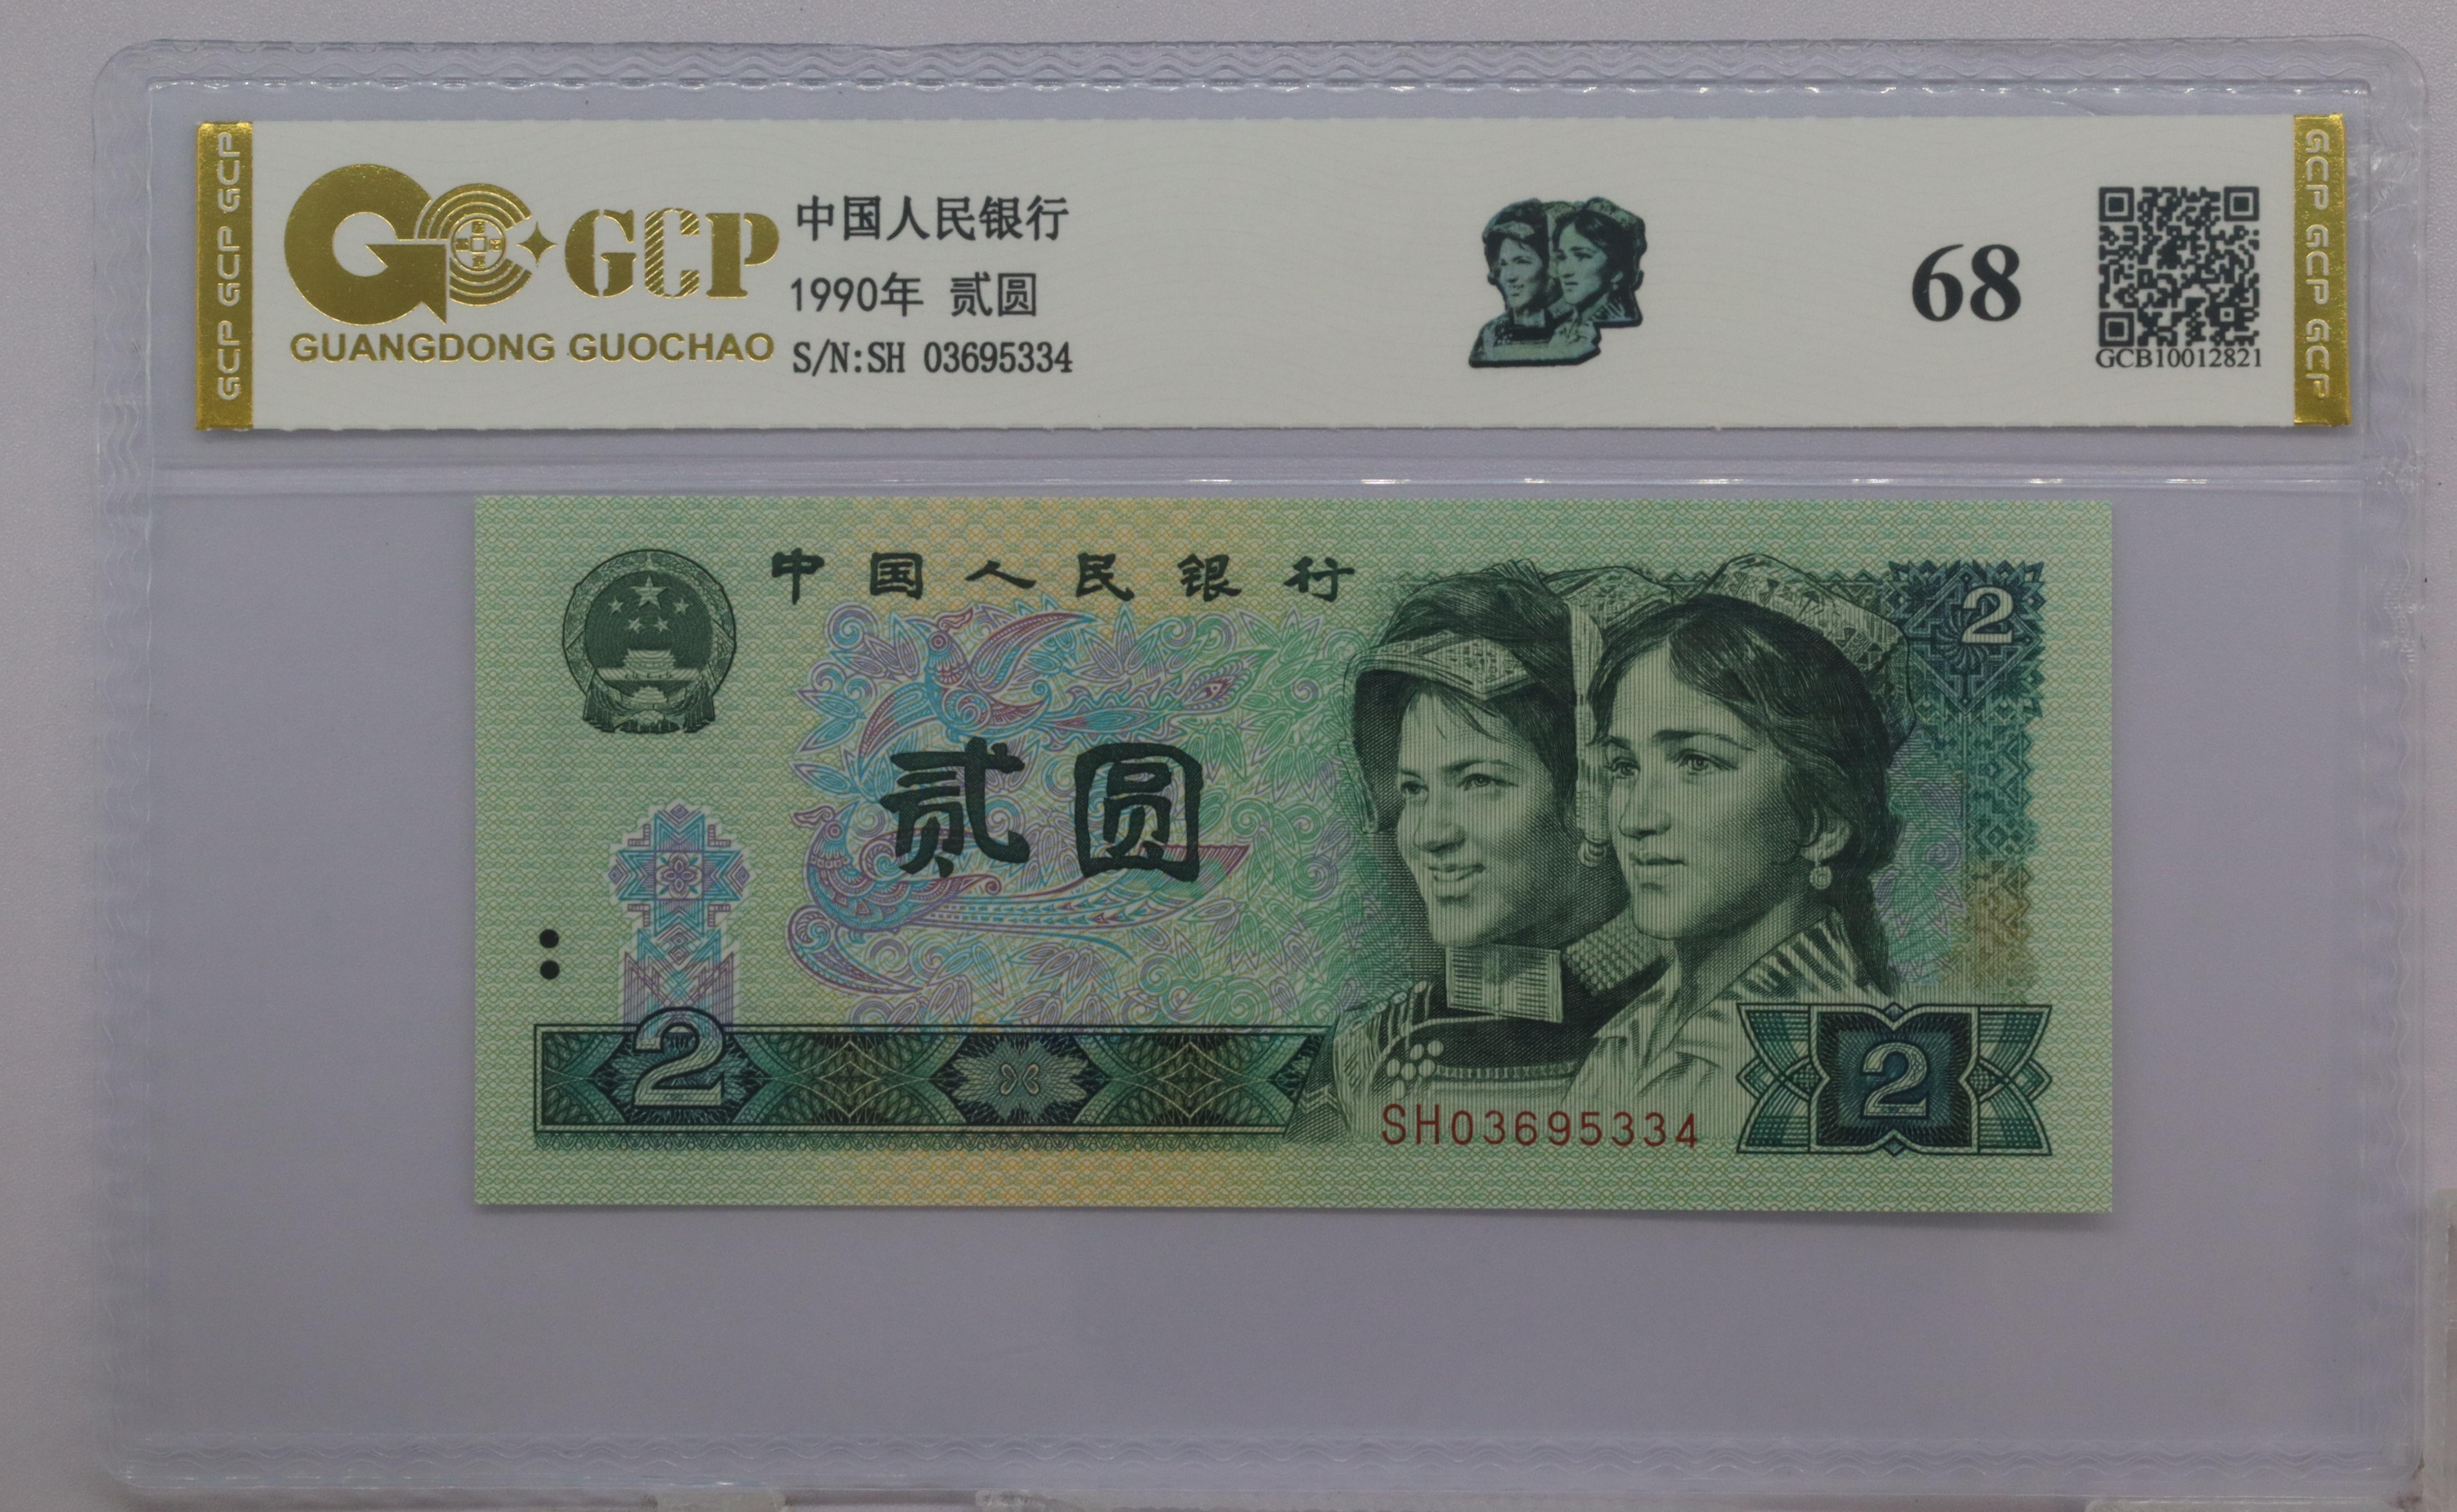 GCP GCP GCP
GCP
GUANGDONG GUOCHAO
中国人民银行
1990年 贰圆
S/N:SH 03695334
68
GCB10012821
GCP GCP GCP
中国人民银行
2
贰圆
2
SH03695334
2